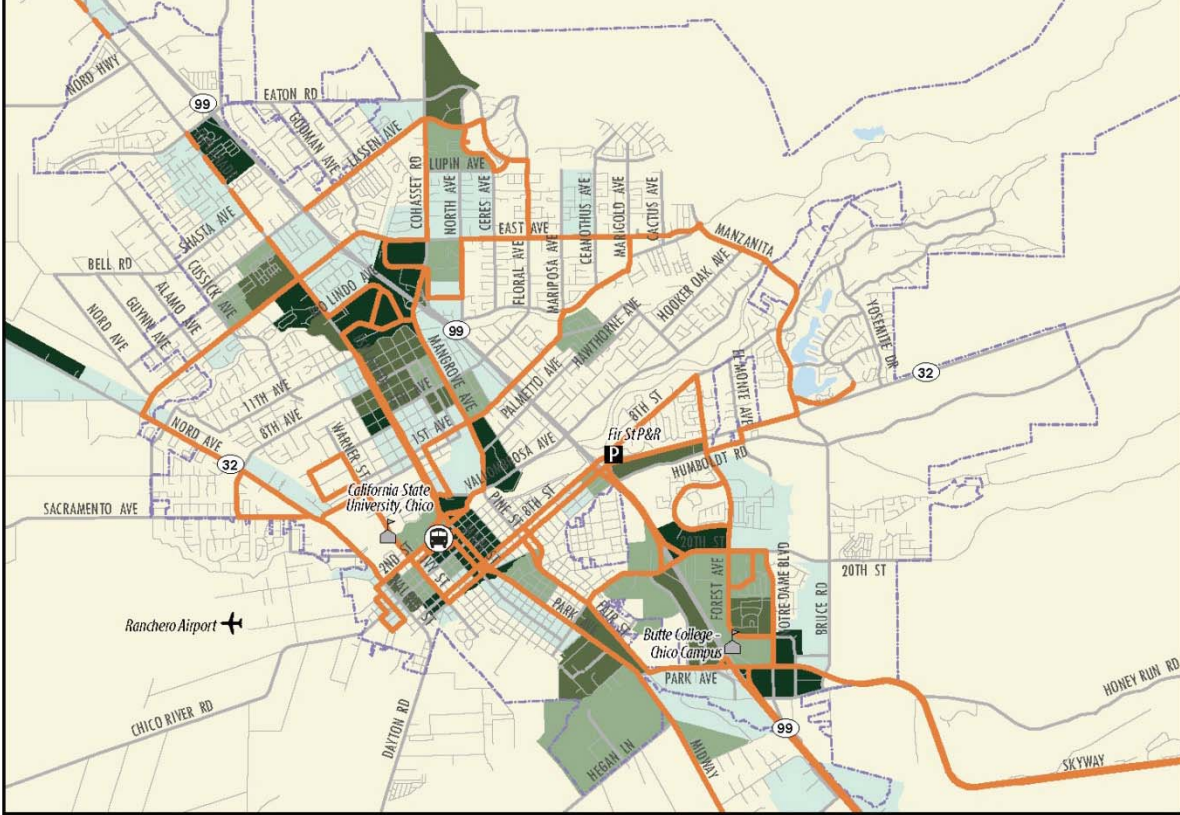 NORD HWY
99
EATON RD
GODMAN AVE
LASSEN AVE
COHASSET RD
LUPIN AVE
NORTH AVE
CERES AVE
EAST AVE
CEANOTHUS AVE
MARIGOLD AVE
CACTUS AVE
MANZANITA
SHASTA AVE
BELL RD
CUSSICK AVE
ALAMO AVE
GUYNN AVE
NORD AVE
LINDO AVE
FLORAL AVE
MARIPOSA AVE
HOOKER OAK AVE
HAWTHORNE AVE
YOSEMITE DR
99
MANGROVE AVE
AVE
PALMETTO AVE
EL MONTE AVE
32
11TH AVE
8TH AVE
1ST AVE
8TH ST
NORD AVE
32
WARNER ST
VALLOMBROSA AVE
Fir St P&R
P
HUMBOLDT RD
California State
University, Chico
PINE ST
8TH ST
SACRAMENTO AVE
2ND ST
IVY ST
20TH ST
20TH ST
FOREST AVE
NOTRE DAME BLVD
BRUCE RD
PARK
FAIR ST
Ranchero Airport
Butte College -
Chico Campus
PARK AVE
HONEY RUN RD
CHICO RIVER RD
DAYTON RD
HEGAN LN
MIDWAY
99
SKYWAY